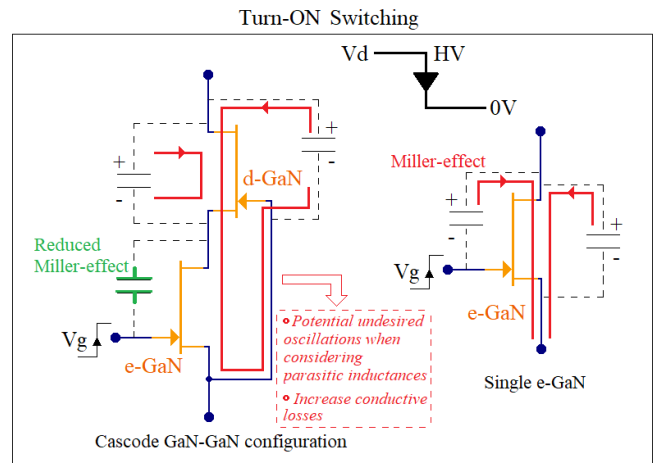 Turn-ON Switching
Vd HV
0V
+
-
d-GaN
+
-
Reduced
Miller-effect
Vg
e-GaN
Potential undesired
oscillations when
considering
parasitic inductances
Increase conductive
losses
Cascode GaN-GaN configuration
Miller-effect
+
-
+
-
Vg
e-GaN
Single e-GaN